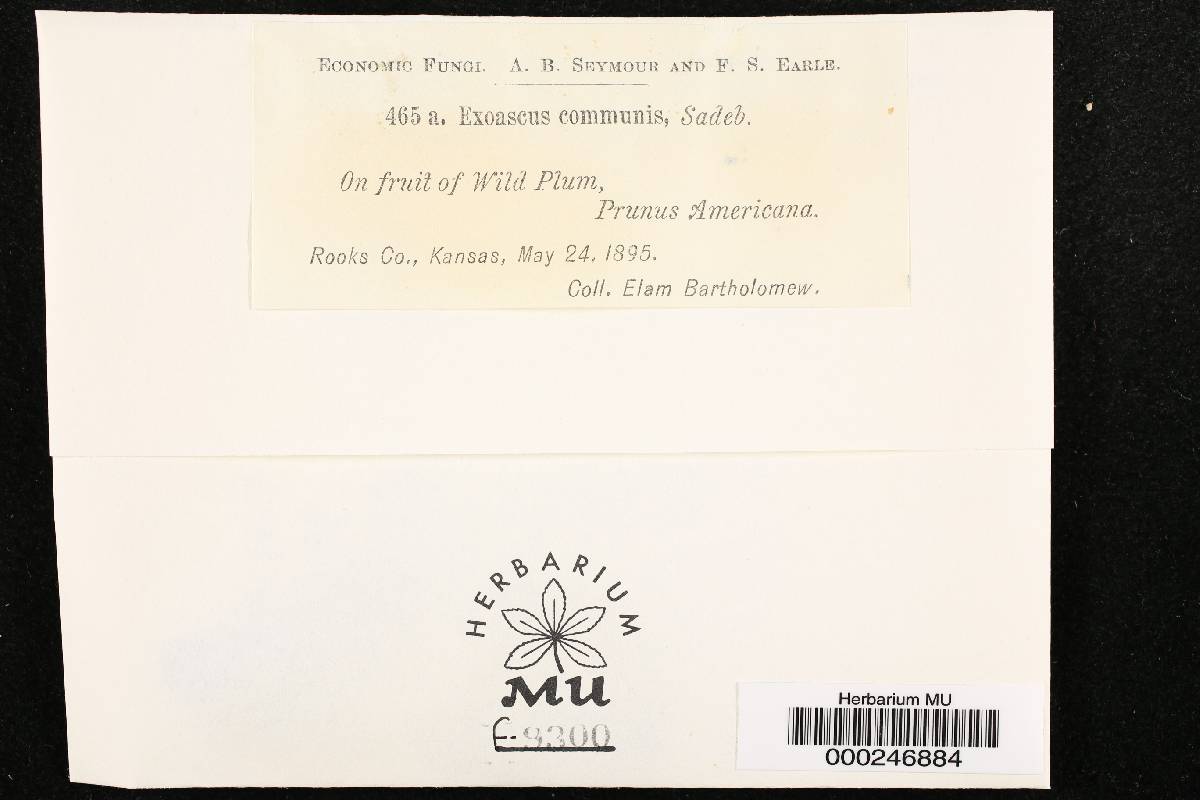 ECONOMIC FUNGI. A. B. SEYMOUR AND F. S. EARLE.
465 a. Exoascus communis, Sadeb.
On fruit of Wild Plum,
Prunus Americana.
Rooks Co., Kansas, May 24, 1895.
Coll. Elam Bartholomew.
HERBARIUM
MU
F. 9300
Herbarium MU
000246884